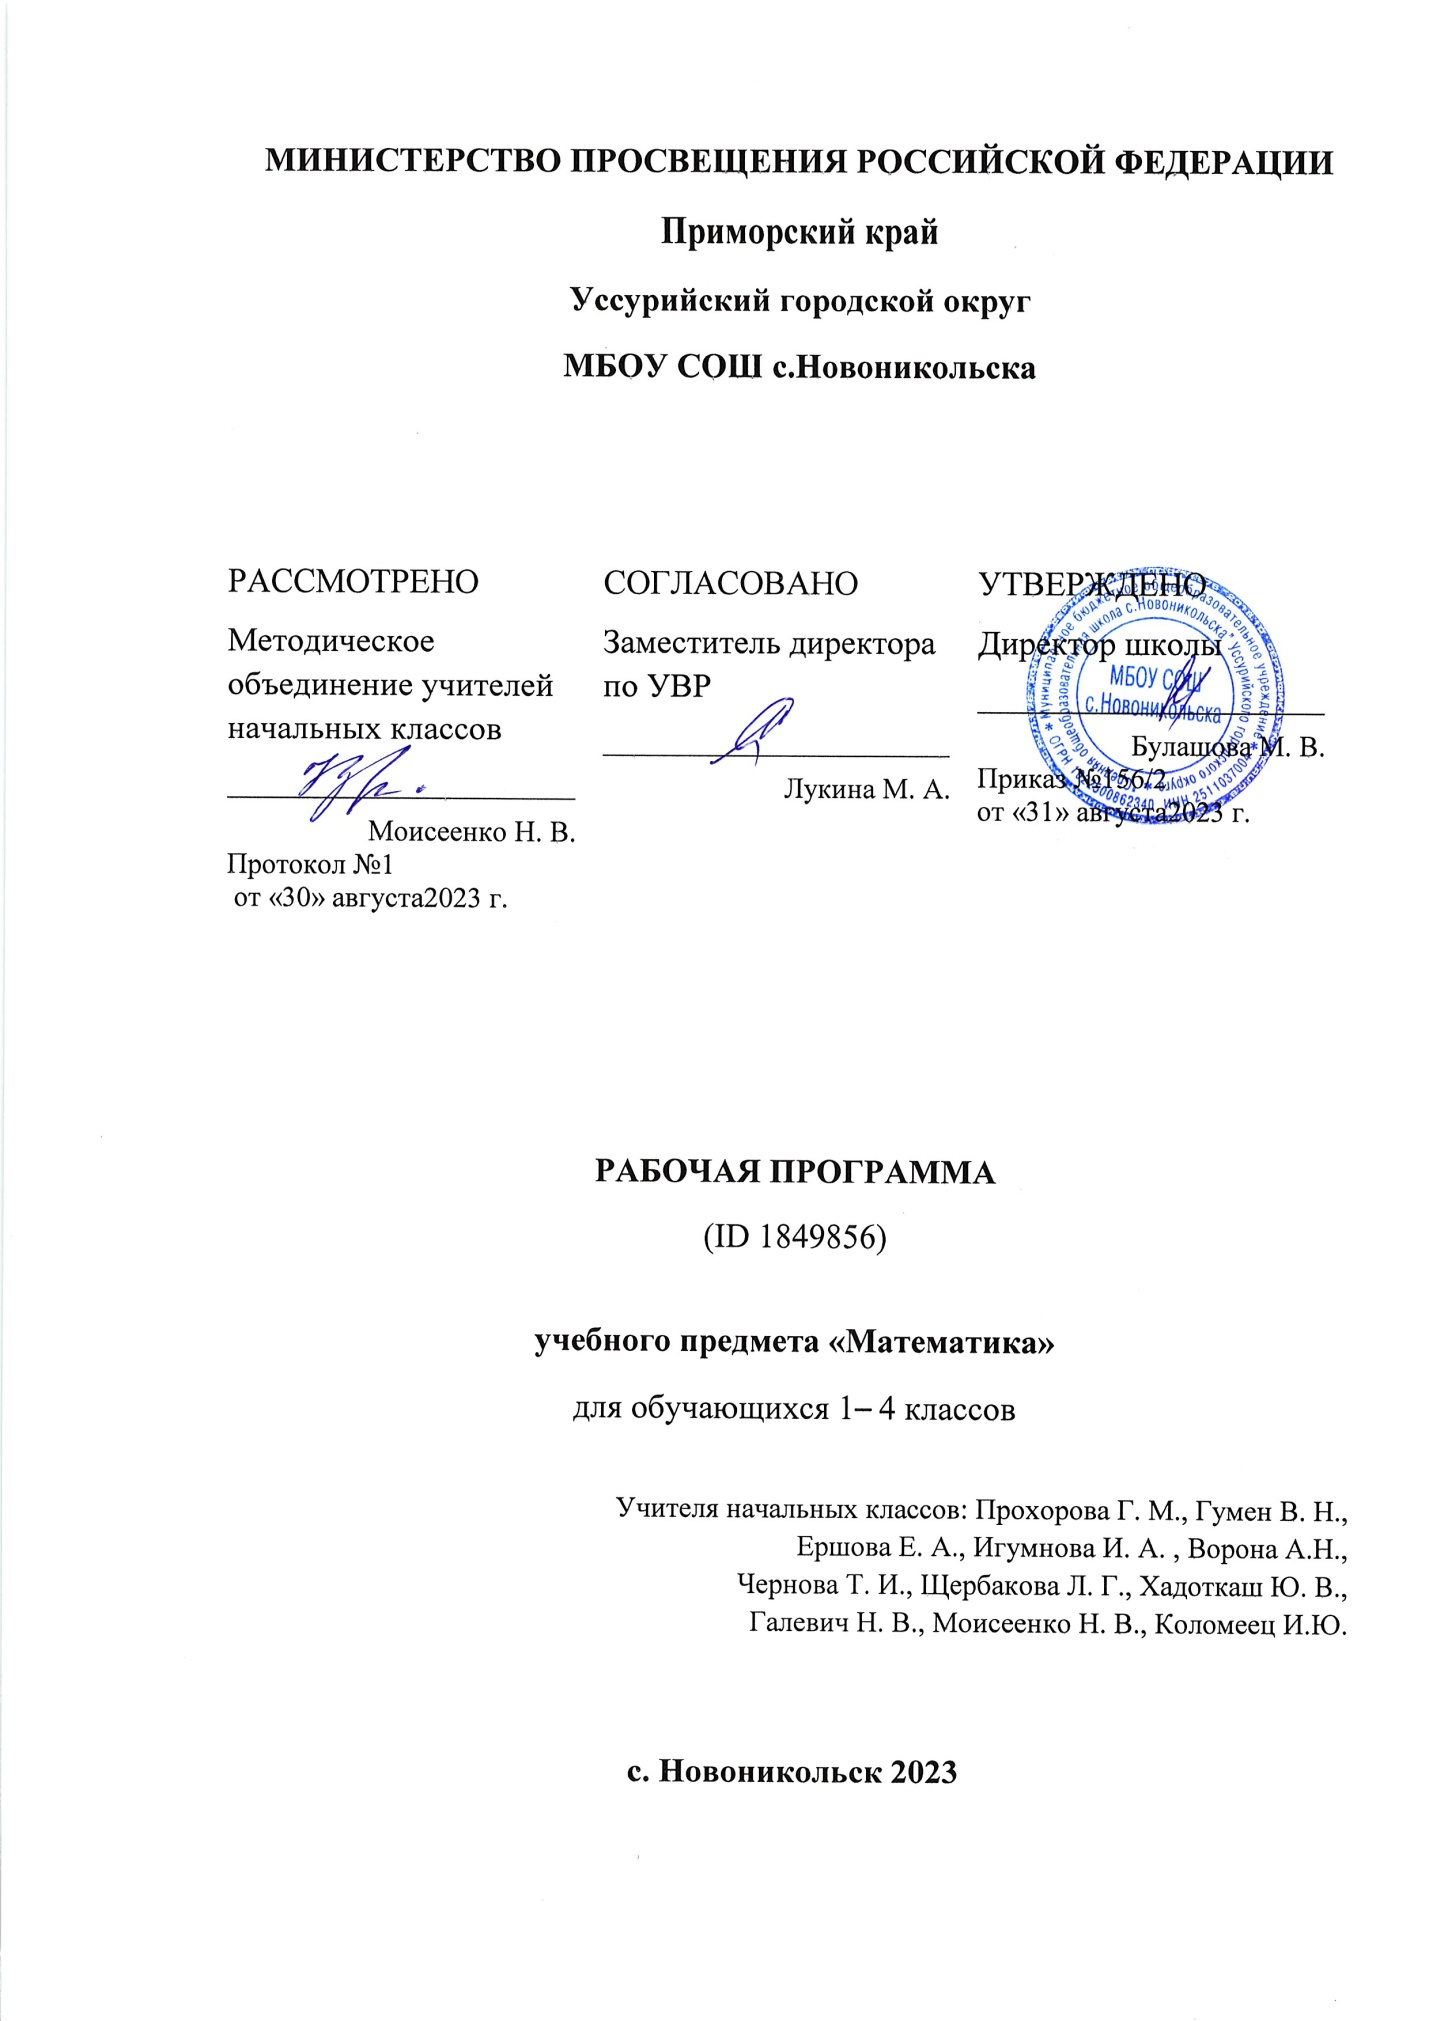 МИНИСТЕРСТВО ПРОСВЕЩЕНИЯ РОССИЙСКОЙ ФЕДЕРАЦИИ
Приморский край
Уссурийский городской округ
МБОУ СОШ с.Новоникольска
РАССМОТРЕНО
Методическое
объединение учителей
начальных классов
Моисеенко Н. В.
Протокол №1
от «30» августа2023 г.
СОГЛАСОВАНО
Заместитель директора
по УВР
Лукина М. А.
УТВЕРЖДЕНО
Директор школы
Булашова М. В.
Приказ №156/2
от «31» августа2023 г.
МБОУ СОШ
с.Новоникольска
РАБОЧАЯ ПРОГРАММА
(ID 1849856)
учебного предмета «Математика»
для обучающихся 1– 4 классов
Учителя начальных классов: Прохорова Г. М., Гумен В. Н.,
Ершова Е. А., Игумнова И. А. , Ворона А.Н.,
Чернова Т. И., Щербакова Л. Г., Хадоткаш Ю. В.,
Галевич Н. В., Моисеенко Н. В., Коломеец И.Ю.
с. Новоникольск 2023